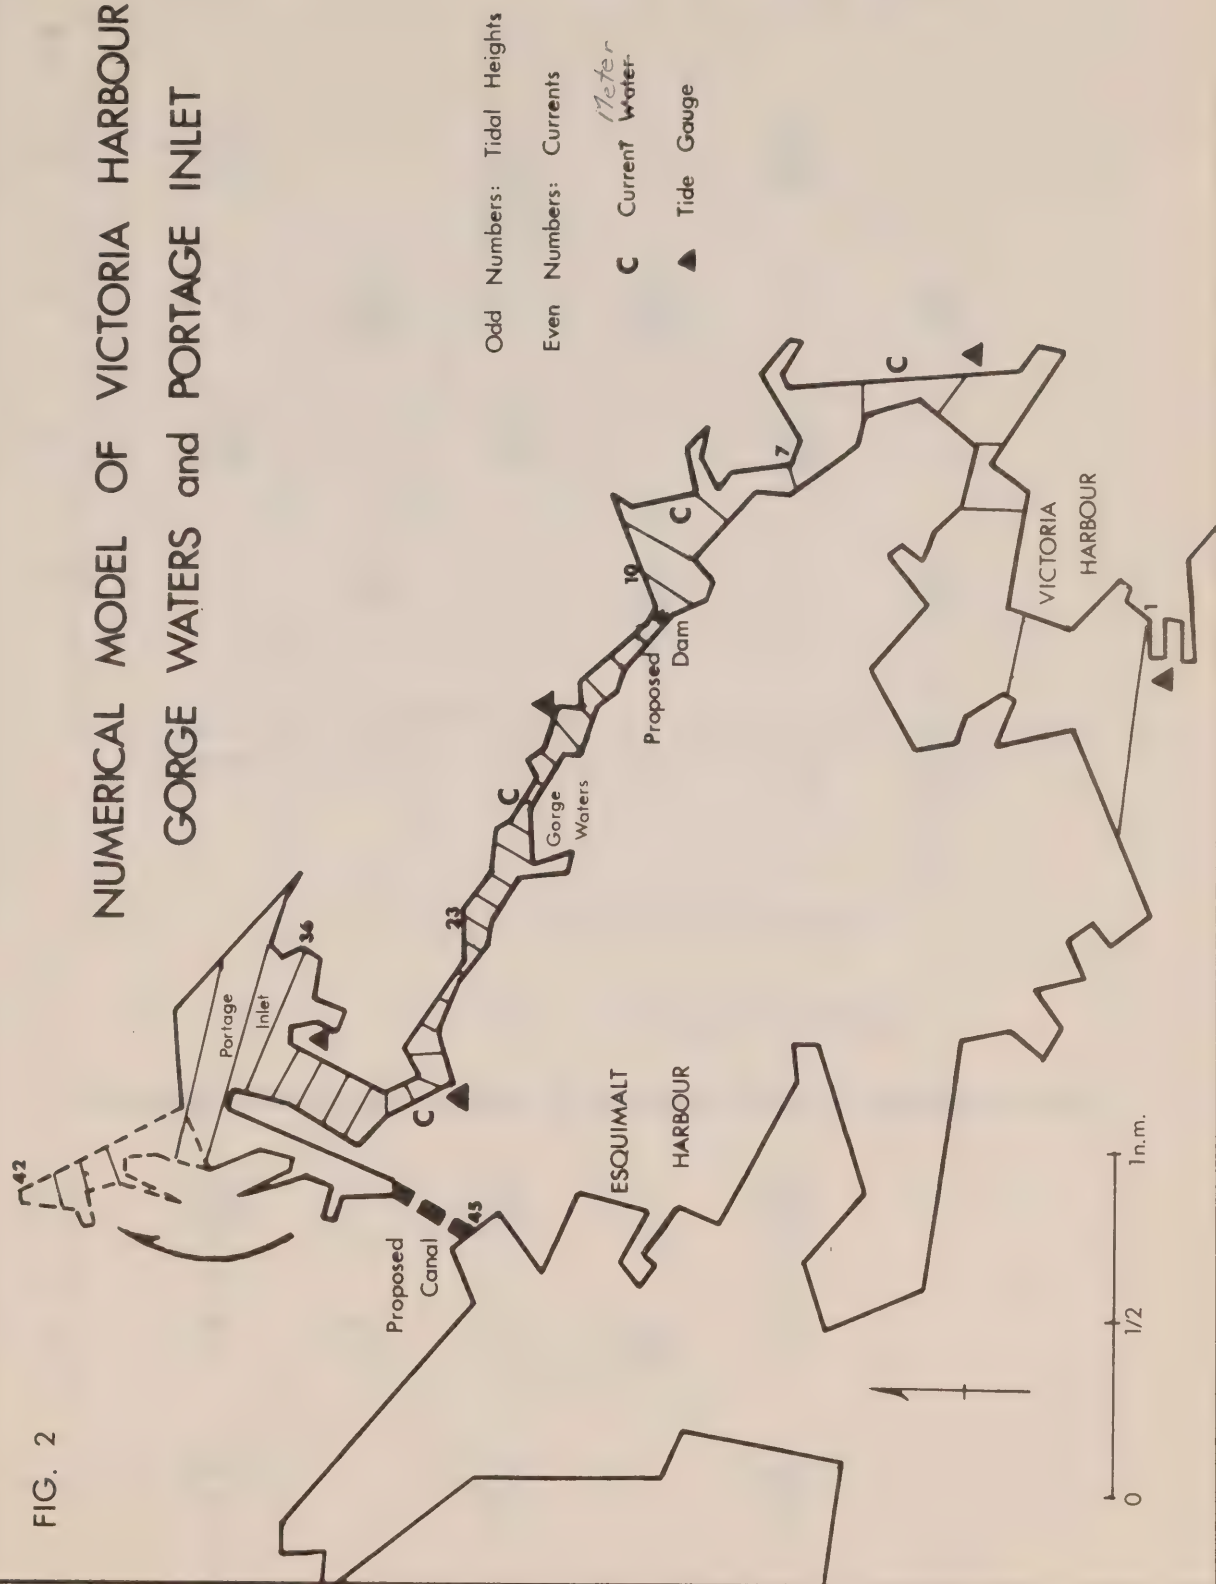 FIG. 2
NUMERICAL MODEL OF VICTORIA HARBOUR
GORGE WATERS and PORTAGE INLET
Odd Numbers: Tidal Heights
Even Numbers: Currents
C Current Water Meter
▲ Tide Gauge
42
Portage
Inlet
36
Proposed
Canal
45
C
23
C
Gorge
Waters
10
C
7
C
Proposed
Dam
ESQUIMALT
HARBOUR
VICTORIA
HARBOUR
1
0
1/2
1n.m.